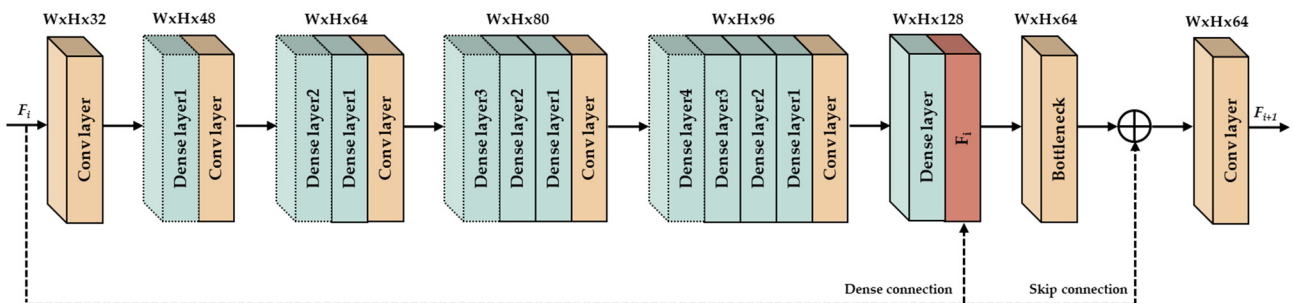 WxHx32
WxHx48
WxHx64
WxHx80
WxHx96
WxHx128
WxHx64
WxHx64
Fi
Conv layer
Dense layer1
Conv layer
Dense layer2
Dense layer1
Conv layer
Dense layer3
Dense layer2
Dense layer1
Conv layer
Dense layer4
Dense layer3
Dense layer2
Dense layer1
Conv layer
Dense layer
Fi
Bottleneck
Conv layer
Fi+1
Dense connection
Skip connection